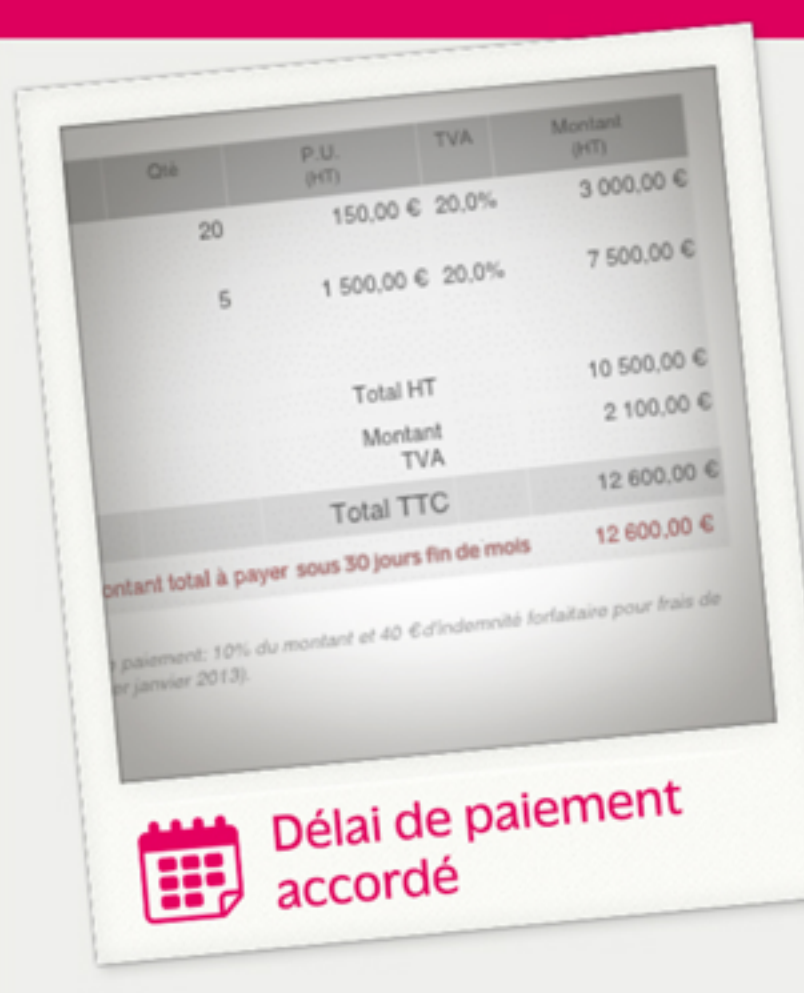 Qté P.U. (HT) TVA Montant (HT)
20 150,00 € 20,0% 3 000,00 €
5 1 500,00 € 20,0% 7 500,00 €
Total HT 10 500,00 €
Montant TVA 2 100,00 €
Total TTC 12 600,00 €
ontant total à payer sous 30 jours fin de mois 12 600,00 €
paiement: 10% du montant et 40 €d'indemnité forfaitaire pour frais de
er janvier 2013).
Délai de paiement
accordé